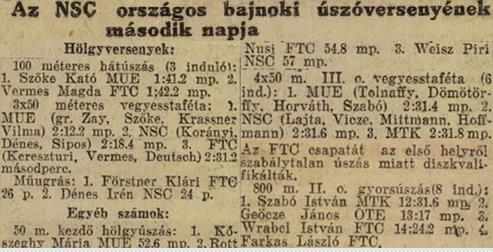 Az NSC országos bajnoki úszóversenyének
második napja
Hölgyversenyek:
100 méteres hátúszás (3 induló):
1. Szőke Kató MUE 1:41.2 mp. 2.
Vermes Magda FTC 1:42.2 mp.
3x50 méteres vegyesstaféta: 1.
MUE (gr. Zay, Szőke, Krassner
Vilma) 2:12.2 mp. 2. NSC (Korányi,
Dénes, Sipos) 2:18.4 mp. 3. FTC
(Kereszturi, Vermes, Deutsch) 2:31.2
másodperc.
Műugrás: 1. Förstner Klári FTC
26 p. 2. Dénes Irén NSC 24 p.
Egyéb számok:
50 m. kezdő hölgyúszás: 1. Kő-
szeghy Mária MUE 52.6 mp. 2. Rott
Nusi FTC 54.8 mp. 3. Weisz Piri
NSC 57 mp.
4x50 m. III. o. vegyesstaféta (6
ind.): 1. MUE (Tolnaffy, Dömötör-
ffy, Horváth, Szabó) 2:31.4 mp. 2.
NSC (Lajta, Vicze, Mittmann, Hoff-
mann) 2:31.6 mp. 3. MTK 2:31.8 mp.
Az FTC csapatát az első helyről
szabálytalan úszás miatt diszkvali-
fikálták.
800 m. II. o. gyorsúszás (8 ind.):
1. Szabó István MTK 12:31.6 mp. 2.
Geőcze János OTE 13:17 mp. 3.
Wrabel István FTC 14:24.2 mp. 4.
Farkas László FTC.